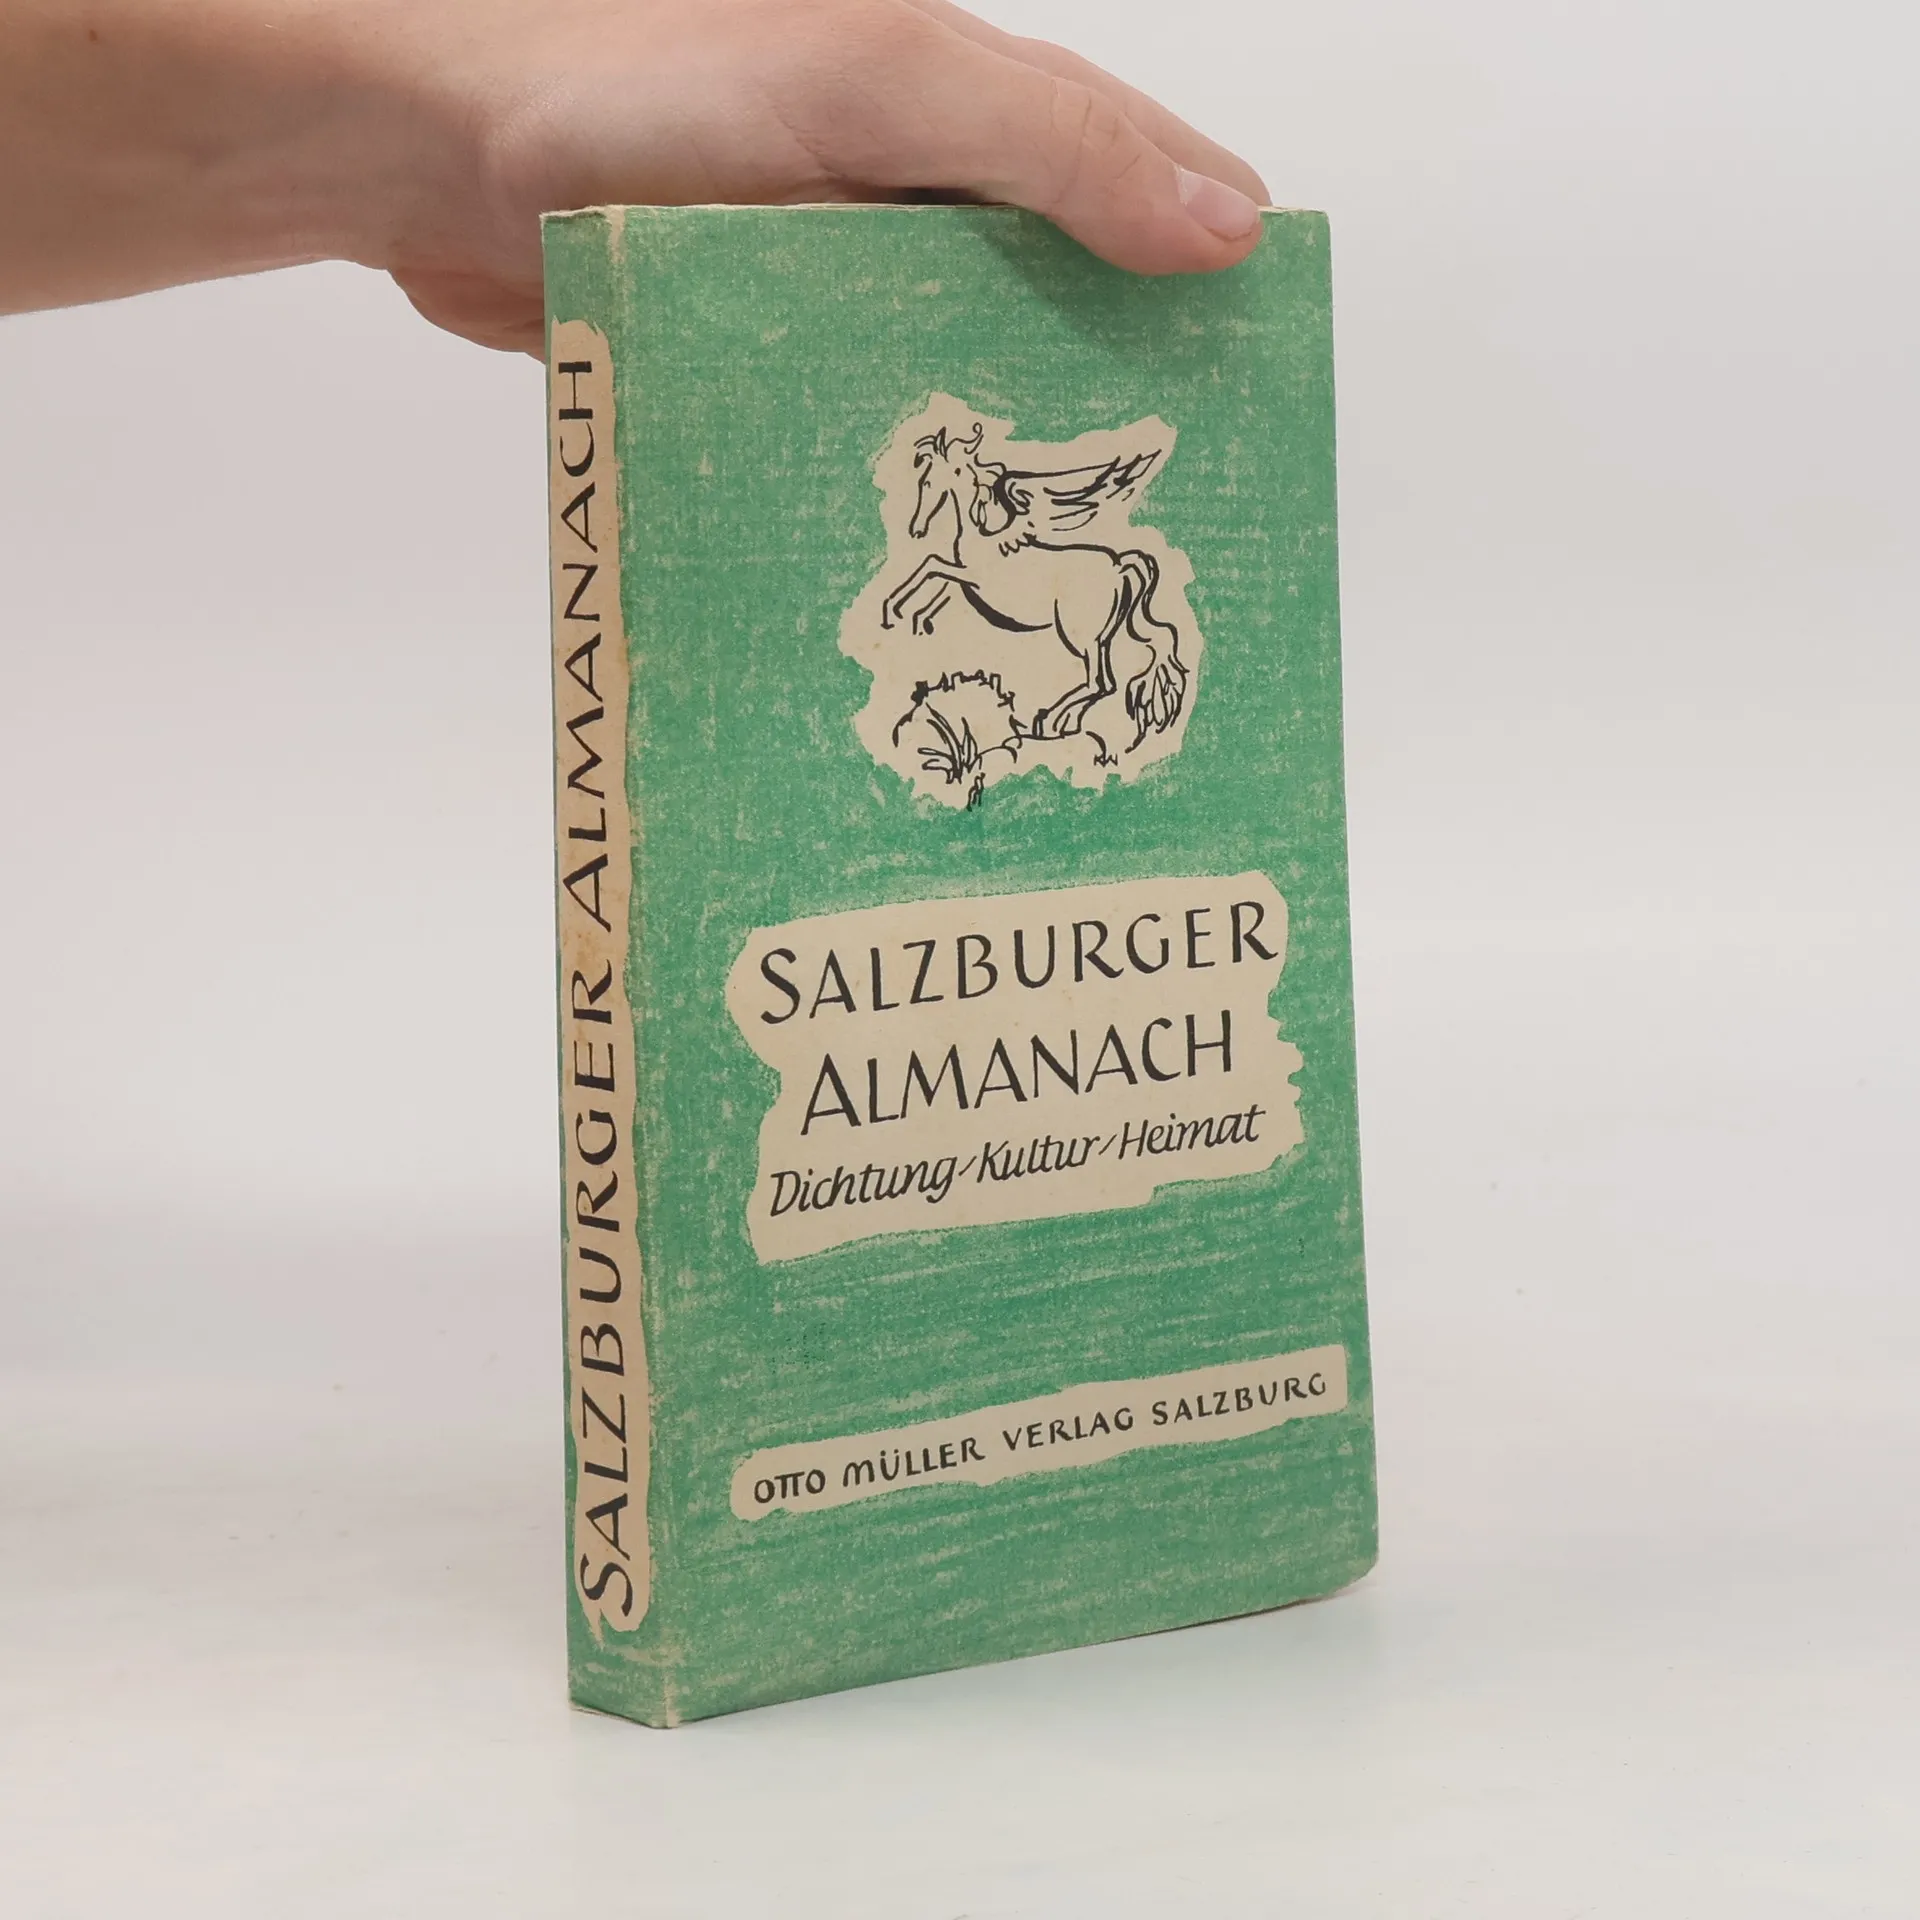 SALZBURGER ALMANACH
SALZBURGER
ALMANACH
Dichtung-Kultur-Heimat
OTTO MÜLLER VERLAG SALZBURG